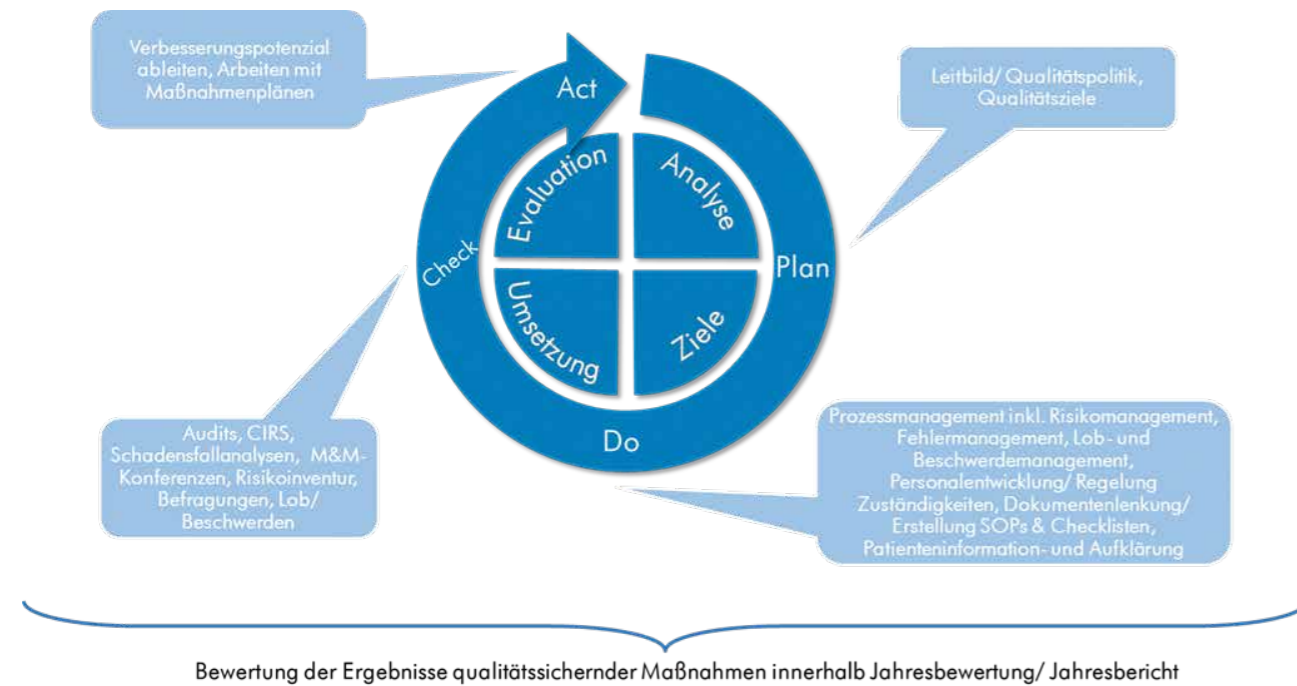 Verbesserungspotenzial
ableiten, Arbeiten mit
Maßnahmenplänen
Act
Leitbild/ Qualitätspolitik,
Qualitätsziele
Evaluation
Analyse
Check
Plan
Umsetzung
Ziele
Do
Audits, CIRS,
Schadensfallanalysen, M&M-
Konferenzen, Risikoinventur,
Befragungen, Lob/
Beschwerden
Prozessmanagement inkl. Risikomanagement,
Fehlermanagement, Lob- und
Beschwerdemanagement,
Personalentwicklung/ Regelung
Zuständigkeiten, Dokumentenlenkung/
Erstellung SOPs & Checklisten,
Patienteninformation- und Aufklärung
Bewertung der Ergebnisse qualitätssichernder Maßnahmen innerhalb Jahresbewertung/ Jahresbericht